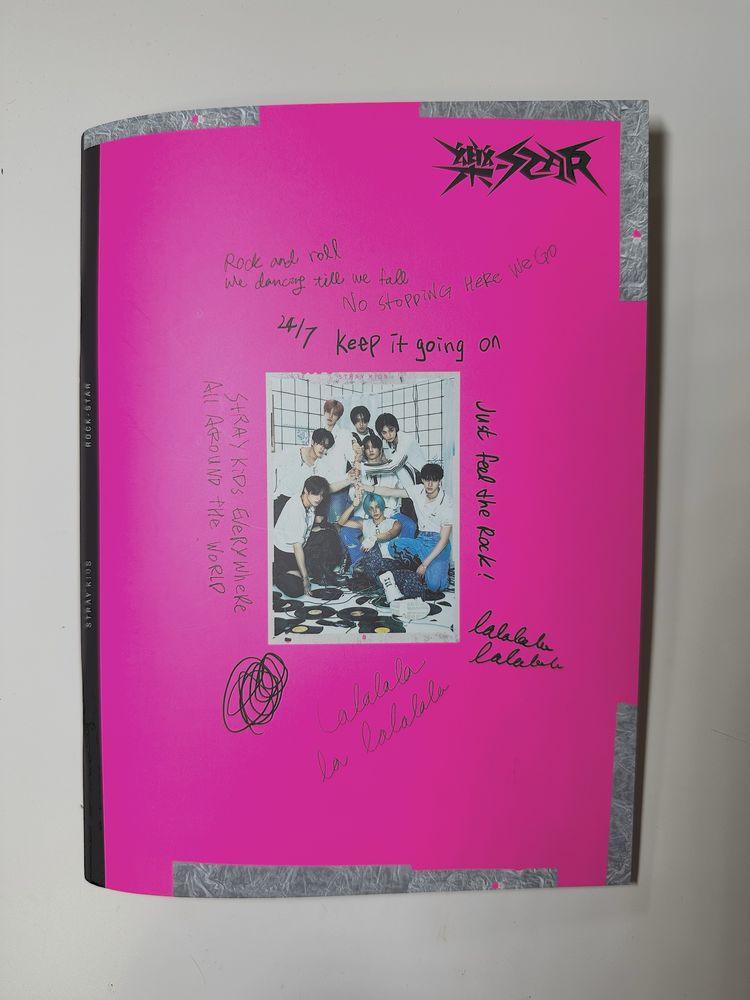 樂-STAR
Rock and roll
We dancing till we fall
No Stopping HeRe We Go
24/7 keep it going on
STRAY KIDS
Just feel the Rock!
StRAY KiDs EveRyWheRe
All ARouND the WoRLD
lalalala
lalalala
Lalalala
la lalalala
ROCK-STAR
STRAY KIDS